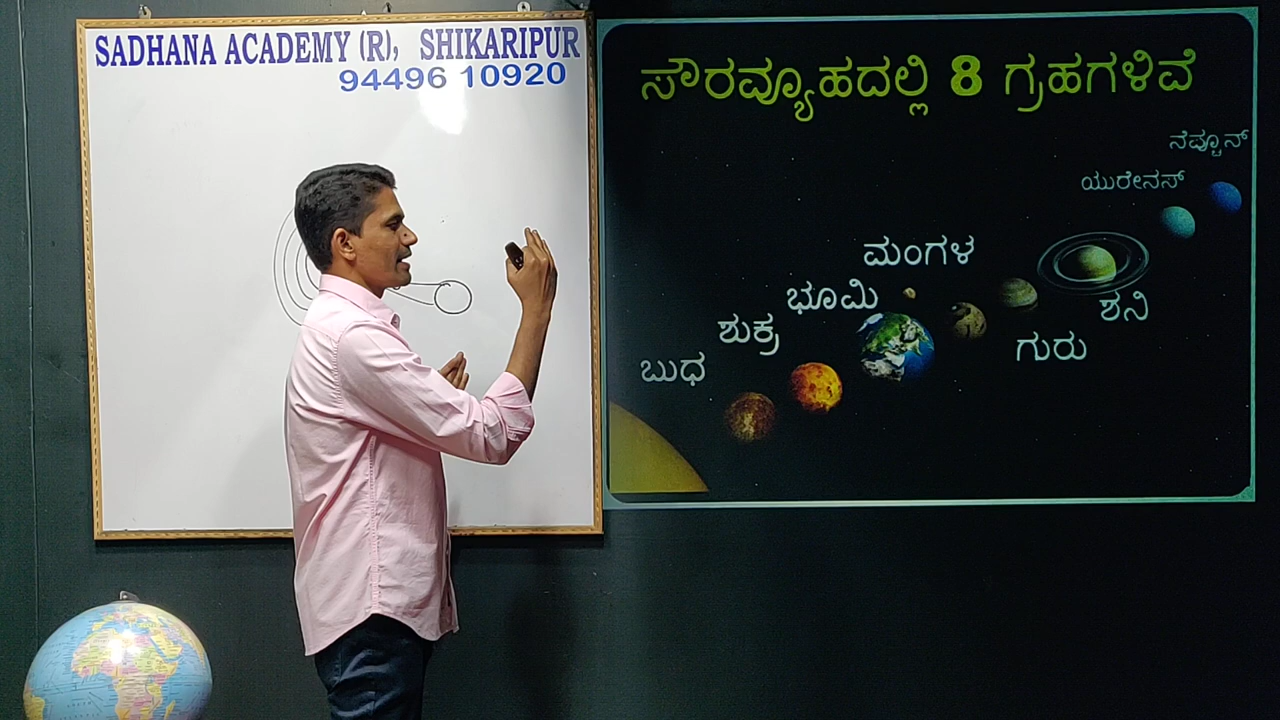 SADHANA ACADEMY (R), SHIKARIPUR
94496 10920
ಸೌರವ್ಯೂಹದಲ್ಲಿ 8 ಗ್ರಹಗಳಿವೆ
ನೆಪ್ಚೂನ್
ಯುರೇನಸ್
ಮಂಗಳ
ಭೂಮಿ
ಶನಿ
ಶುಕ್ರ
ಗುರು
ಬುಧ